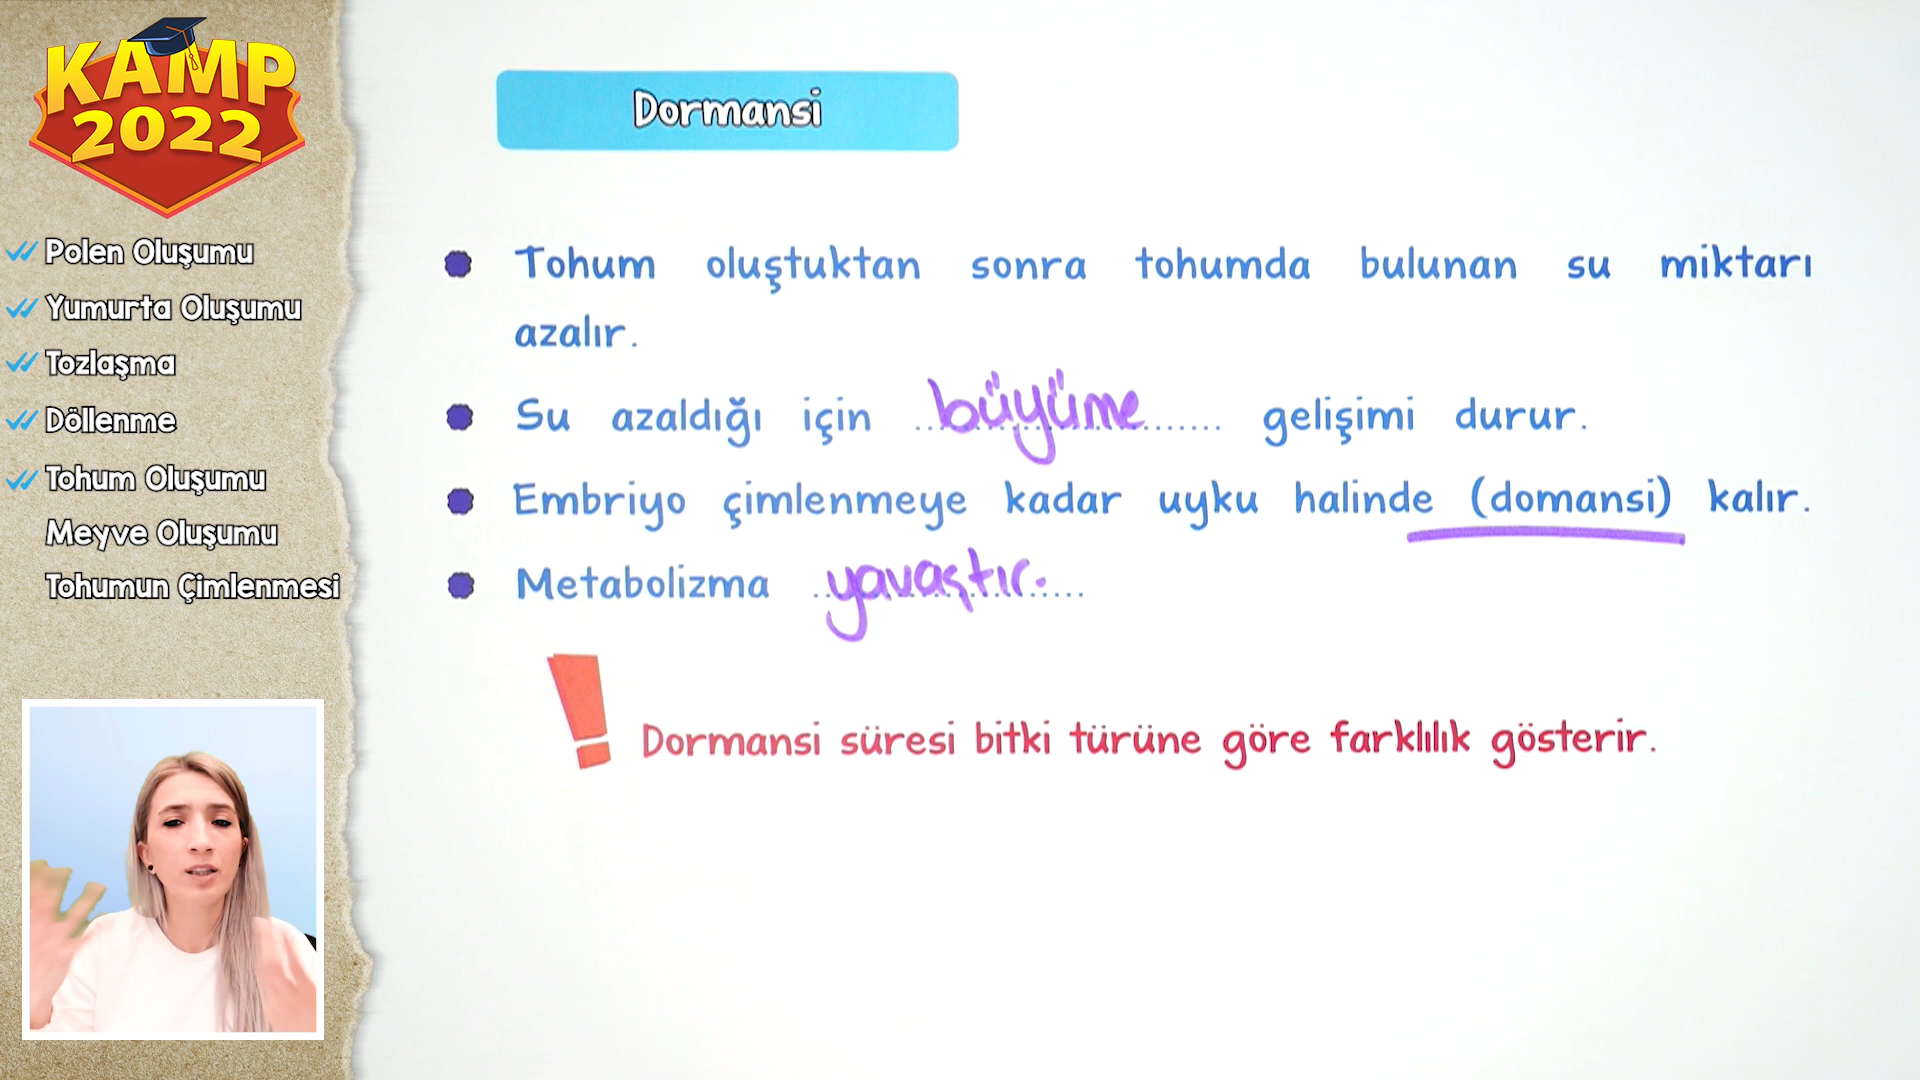 KAMP
2022
Polen Oluşumu
Yumurta Oluşumu
Tozlaşma
Döllenme
Tohum Oluşumu
Meyve Oluşumu
Tohumun Çimlenmesi
Dormansi
Tohum oluştuktan sonra tohumda bulunan su miktarı
azalır.
Su azaldığı için büyüme gelişimi durur.
Embriyo çimlenmeye kadar uyku halinde (domansi) kalır.
Metabolizma yavaştır.
! Dormansi süresi bitki türüne göre farklılık gösterir.